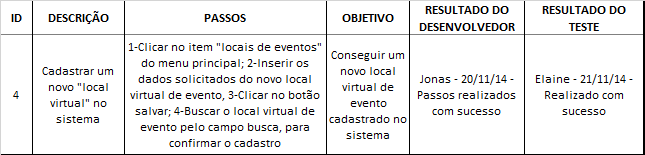 ID
DESCRIÇÃO
PASSOS
OBJETIVO
RESULTADO DO
DESENVOLVEDOR
RESULTADO DO
TESTE
4
Cadastrar um
novo "local
virtual" no
sistema
1-Clicar no item "locais de eventos"
do menu principal; 2-Inserir os
dados solicitados do novo local
virtual de evento, 3-Clicar no botão
salvar; 4-Buscar o local virtual de
evento pelo campo busca, para
confirmar o cadastro
Conseguir um
novo local
virtual de
evento
cadastrado no
sistema
Jonas - 20/11/14 -
Passos realizados
com sucesso
Elaine - 21/11/14 -
Realizado com
sucesso